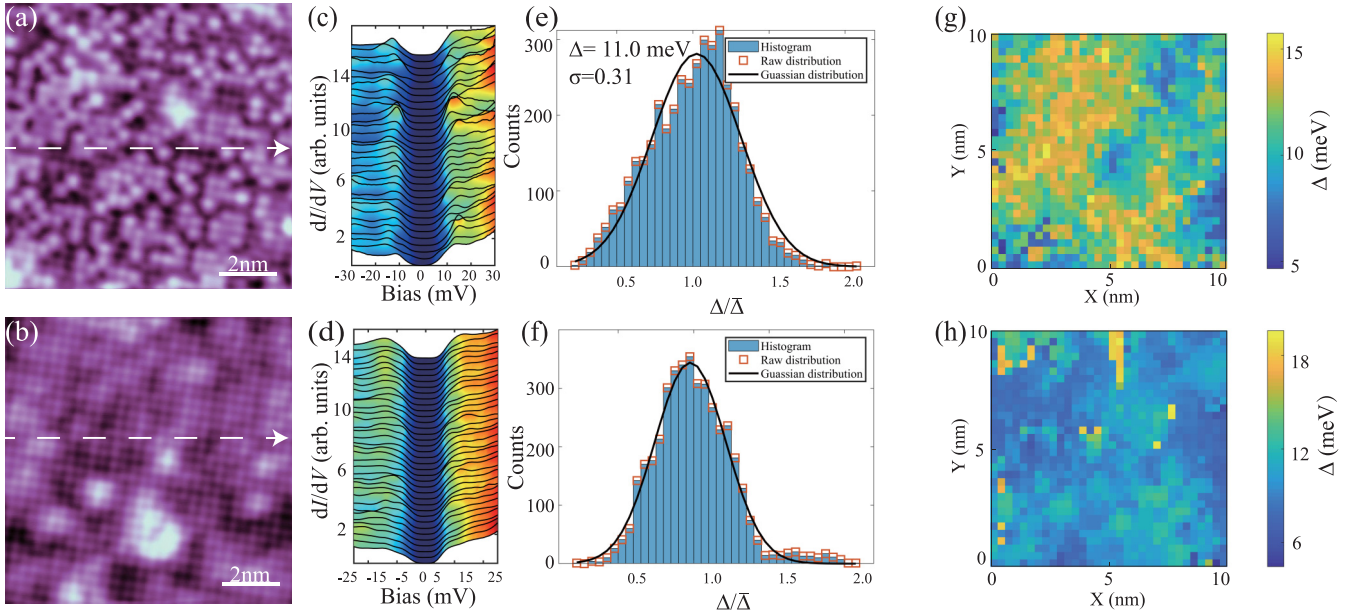 (a)
2nm
(c)
dI/dV (arb. units)
14
10
6
2
-30 -20 -10 0 10 20 30
Bias (mV)
(e)
Δ= 11.0 meV
σ=0.31
Histogram
Raw distribution
Gaussian distribution
Counts
300
200
100
0
0.5 1.0 1.5 2.0
Δ/Δ̅
(g)
Y (nm)
10
5
0
0 5 10
X (nm)
15
10
5
Δ (meV)
(b)
2nm
(d)
dI/dV (arb. units)
14
10
6
2
-25 -15 -5 0 5 15 25
Bias (mV)
(f)
Histogram
Raw distribution
Gaussian distribution
Counts
300
200
100
0
0.5 1.0 1.5 2.0
Δ/Δ̅
(h)
Y (nm)
10
5
0
0 5 10
X (nm)
18
12
6
Δ (meV)